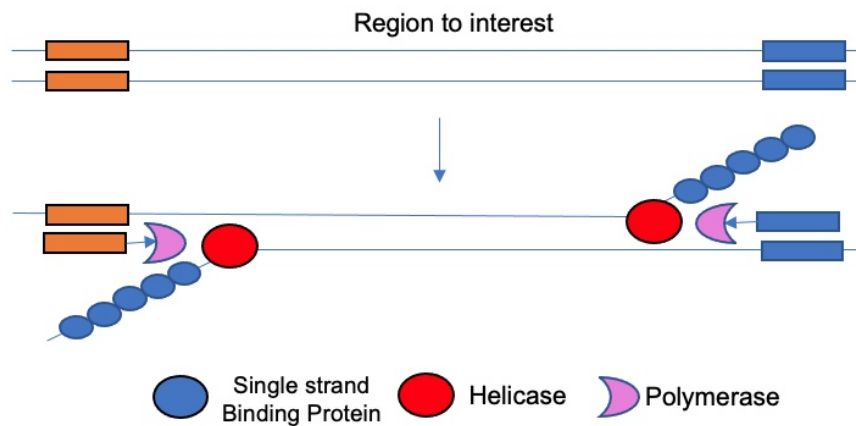 Region to interest
Single strand
Binding Protein
Helicase
Polymerase